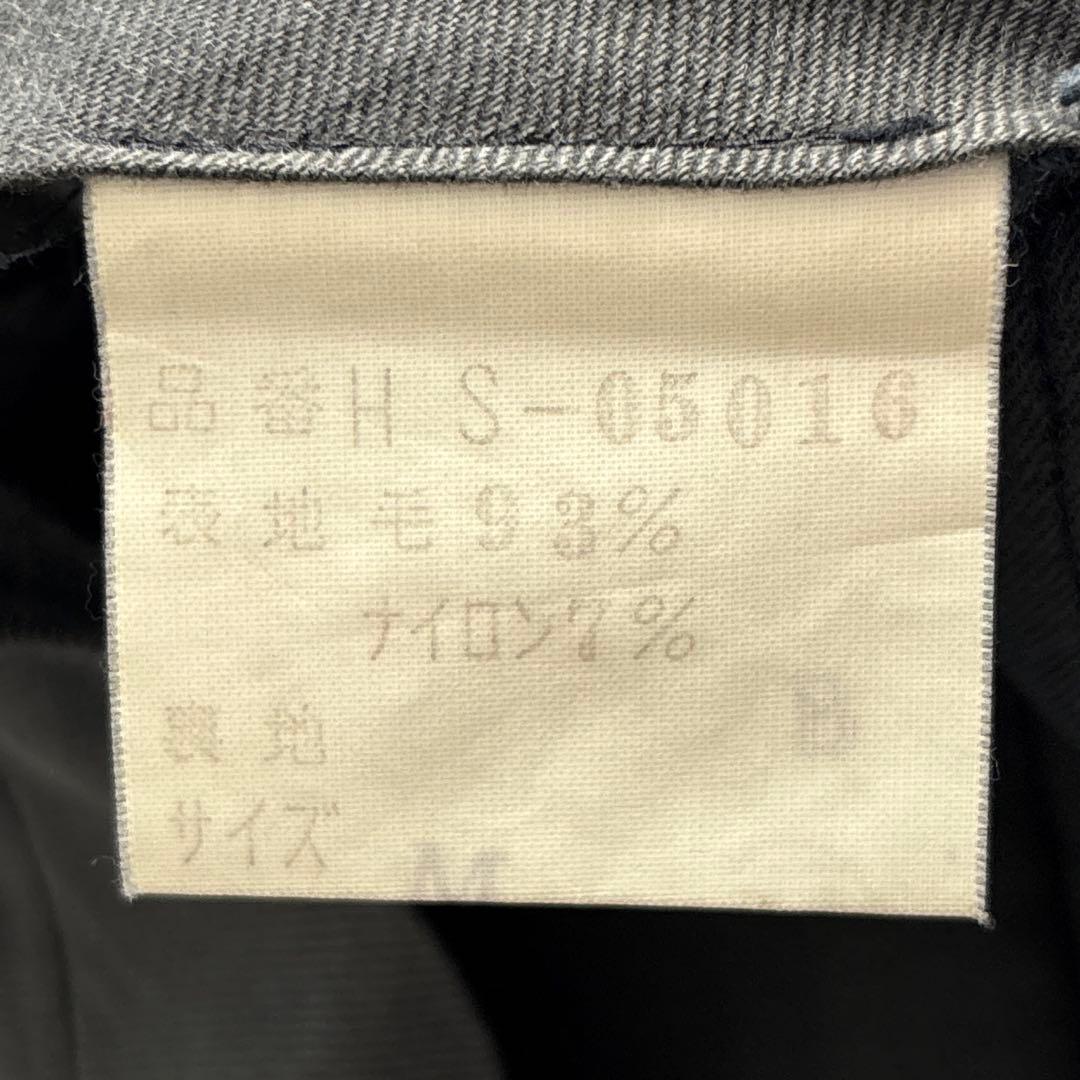 品番HS-05016
表地 毛93%
ナイロン7%
裏地
サイズ M